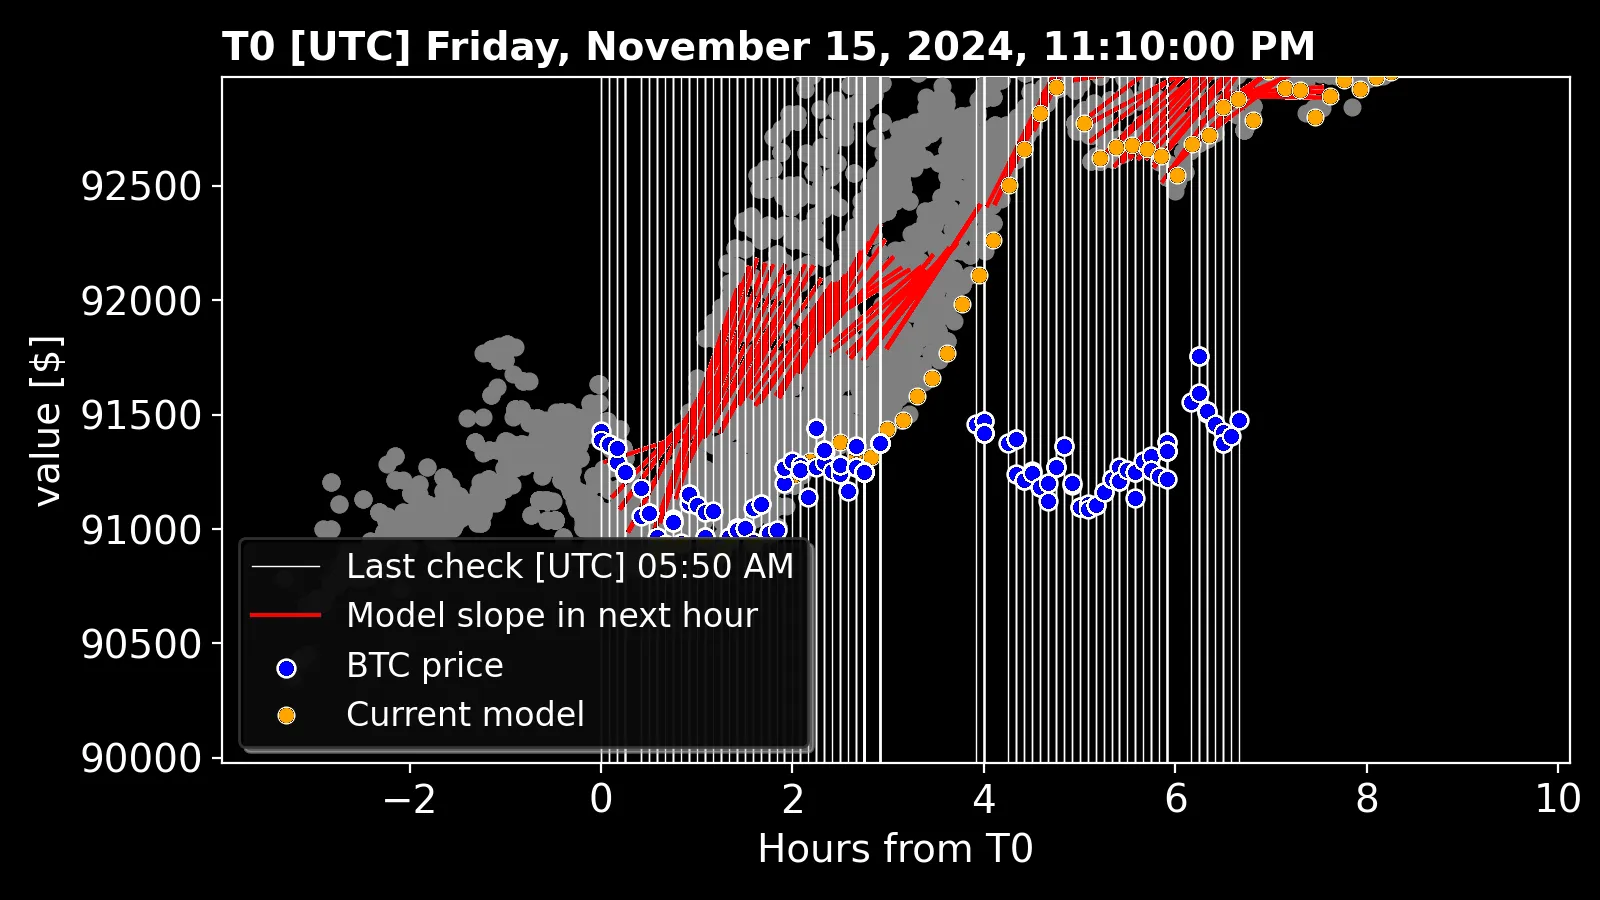 T0 [UTC] Friday, November 15, 2024, 11:10:00 PM
value [$]
92500
92000
91500
91000
90500
90000
Last check [UTC] 05:50 AM
Model slope in next hour
BTC price
Current model
−2 0 2 4 6 8 10
Hours from T0